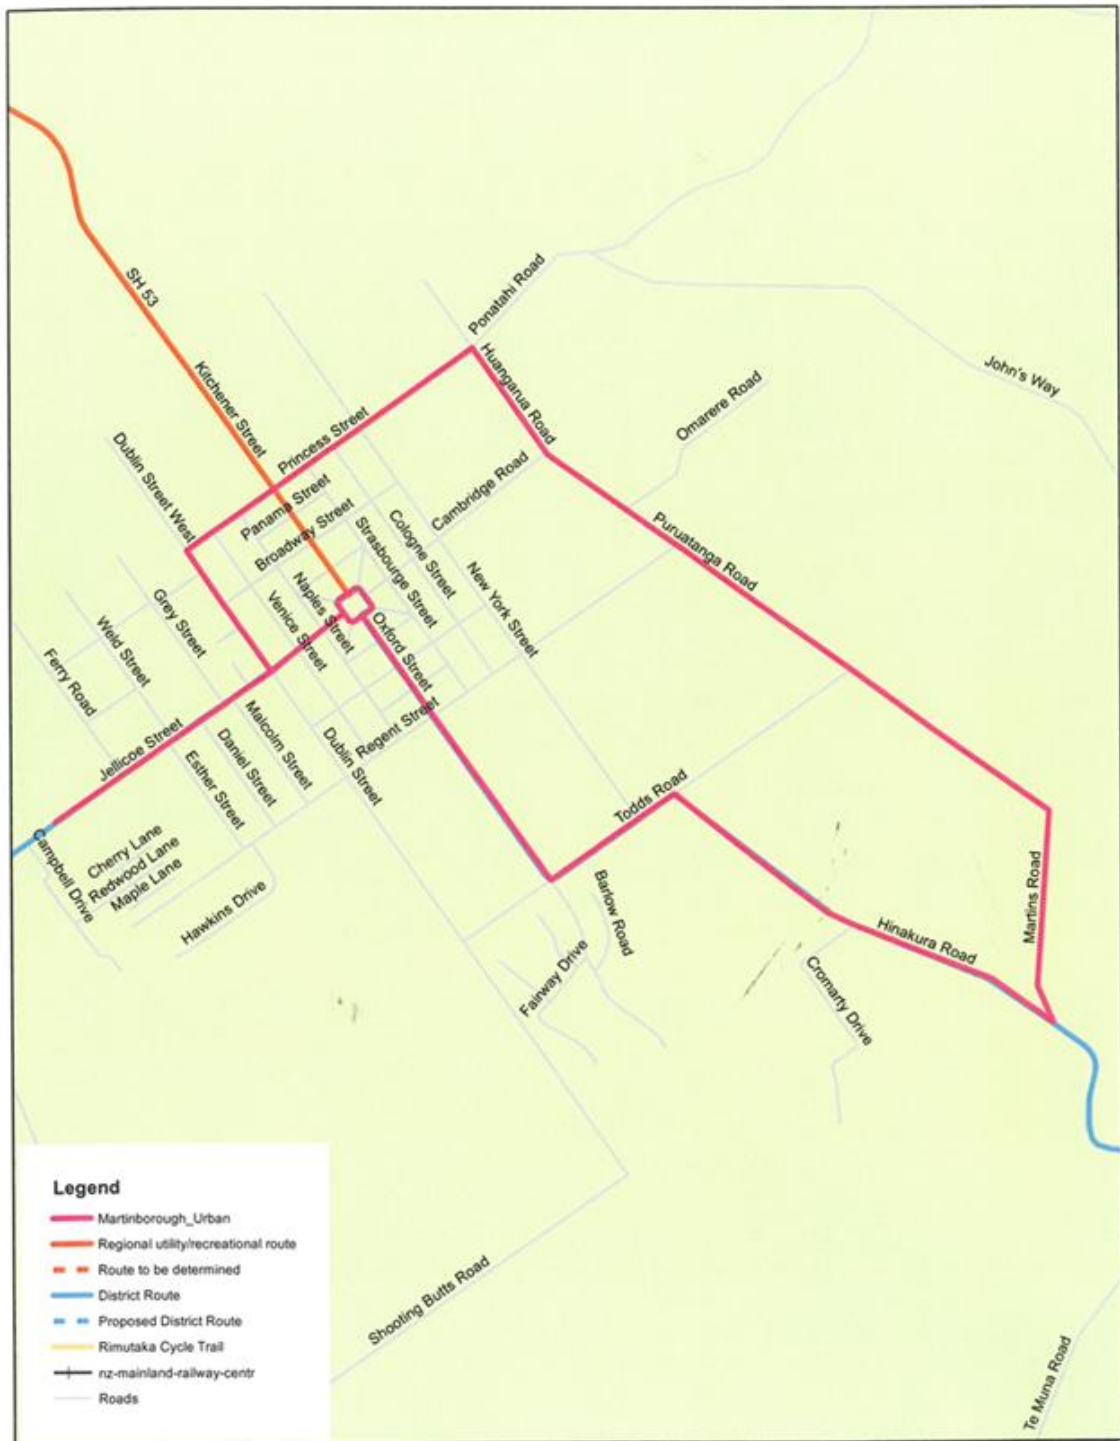 SH 53
Ponatahi Road
Huangarua Road
John's Way
Kitchener Street
Omarere Road
Princess Street
Dublin Street West
Panama Street
Cambridge Road
Broadway Street
Cologne Street
Strasbourge Street
Puruatanga Road
New York Street
Naples Street
Venice Street
Oxford Street
Grey Street
Weld Street
Ferry Road
Jellicoe Street
Malcolm Street
Daniel Street
Esther Street
Dublin Street
Regent Street
Todds Road
Campbell Drive
Cherry Lane
Redwood Lane
Maple Lane
Hawkins Drive
Barlow Road
Fairway Drive
Hinakura Road
Martins Road
Cromarty Drive
Shooting Butts Road
Te Muna Road
Legend
Martinborough_Urban
Regional utility/recreational route
Route to be determined
District Route
Proposed District Route
Rimutaka Cycle Trail
nz-mainland-railway-centr
Roads